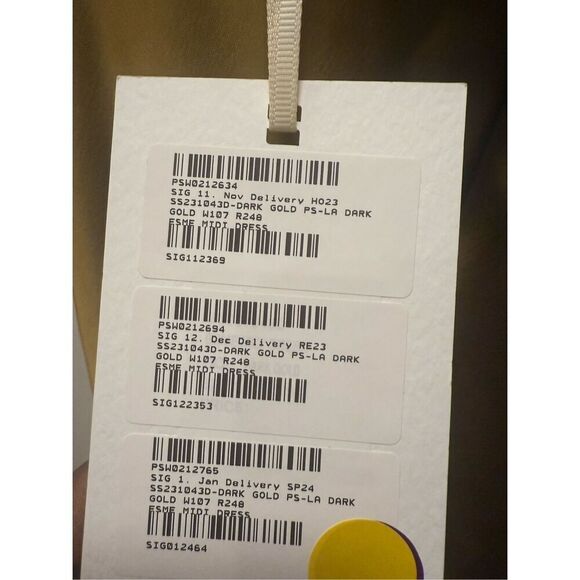 PSW0212634
SIG 11. Nov Delivery HO23
SS231043D-DARK GOLD PS-LA DARK
GOLD W107 R248
ESME MIDI DRESS
SIG112369
PSW0212694
SIG 12. Dec Delivery RE23
SS231043D-DARK GOLD PS-LA DARK
GOLD W107 R248
ESME MIDI DRESS
SIG122353
PSW0212765
SIG 1. Jan Delivery SP24
SS231043D-DARK GOLD PS-LA DARK
GOLD W107 R248
ESME MIDI DRESS
SIG012464